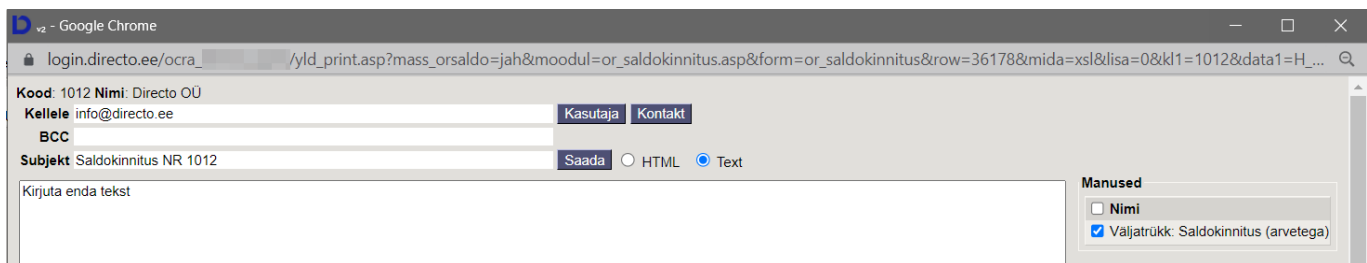 v2 - Google Chrome
login.directo.ee/ocra_ /yld_print.asp?mass_orsaldo=jah&moodul=or_saldokinnitus.asp&form=or_saldokinnitus&row=36178&mida=xsl&lisa=0&kl1=1012&data1=H_...
Kood: 1012 Nimi: Directo OÜ
Kellele info@directo.ee Kasutaja Kontakt
BCC
Subjekt Saldokinnitus NR 1012 Saada HTML Text
Kirjuta enda tekst
Manused
Nimi
Väljatrükk: Saldokinnitus (arvetega)